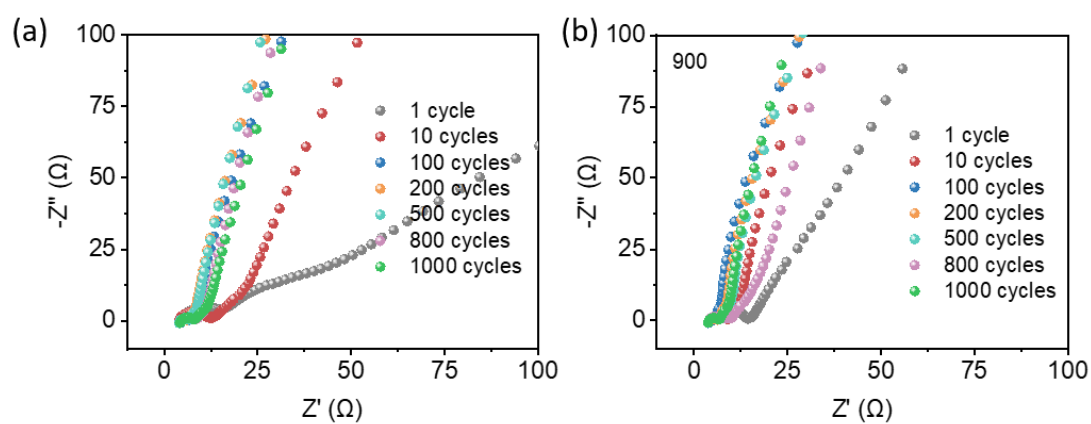 (a)
100
75
50
25
0
-Z" (Ω)
0
25
50
75
100
Z' (Ω)
1 cycle
10 cycles
100 cycles
200 cycles
500 cycles
800 cycles
1000 cycles
(b)
900
100
75
50
25
0
-Z" (Ω)
0
25
50
75
100
Z' (Ω)
1 cycle
10 cycles
100 cycles
200 cycles
500 cycles
800 cycles
1000 cycles